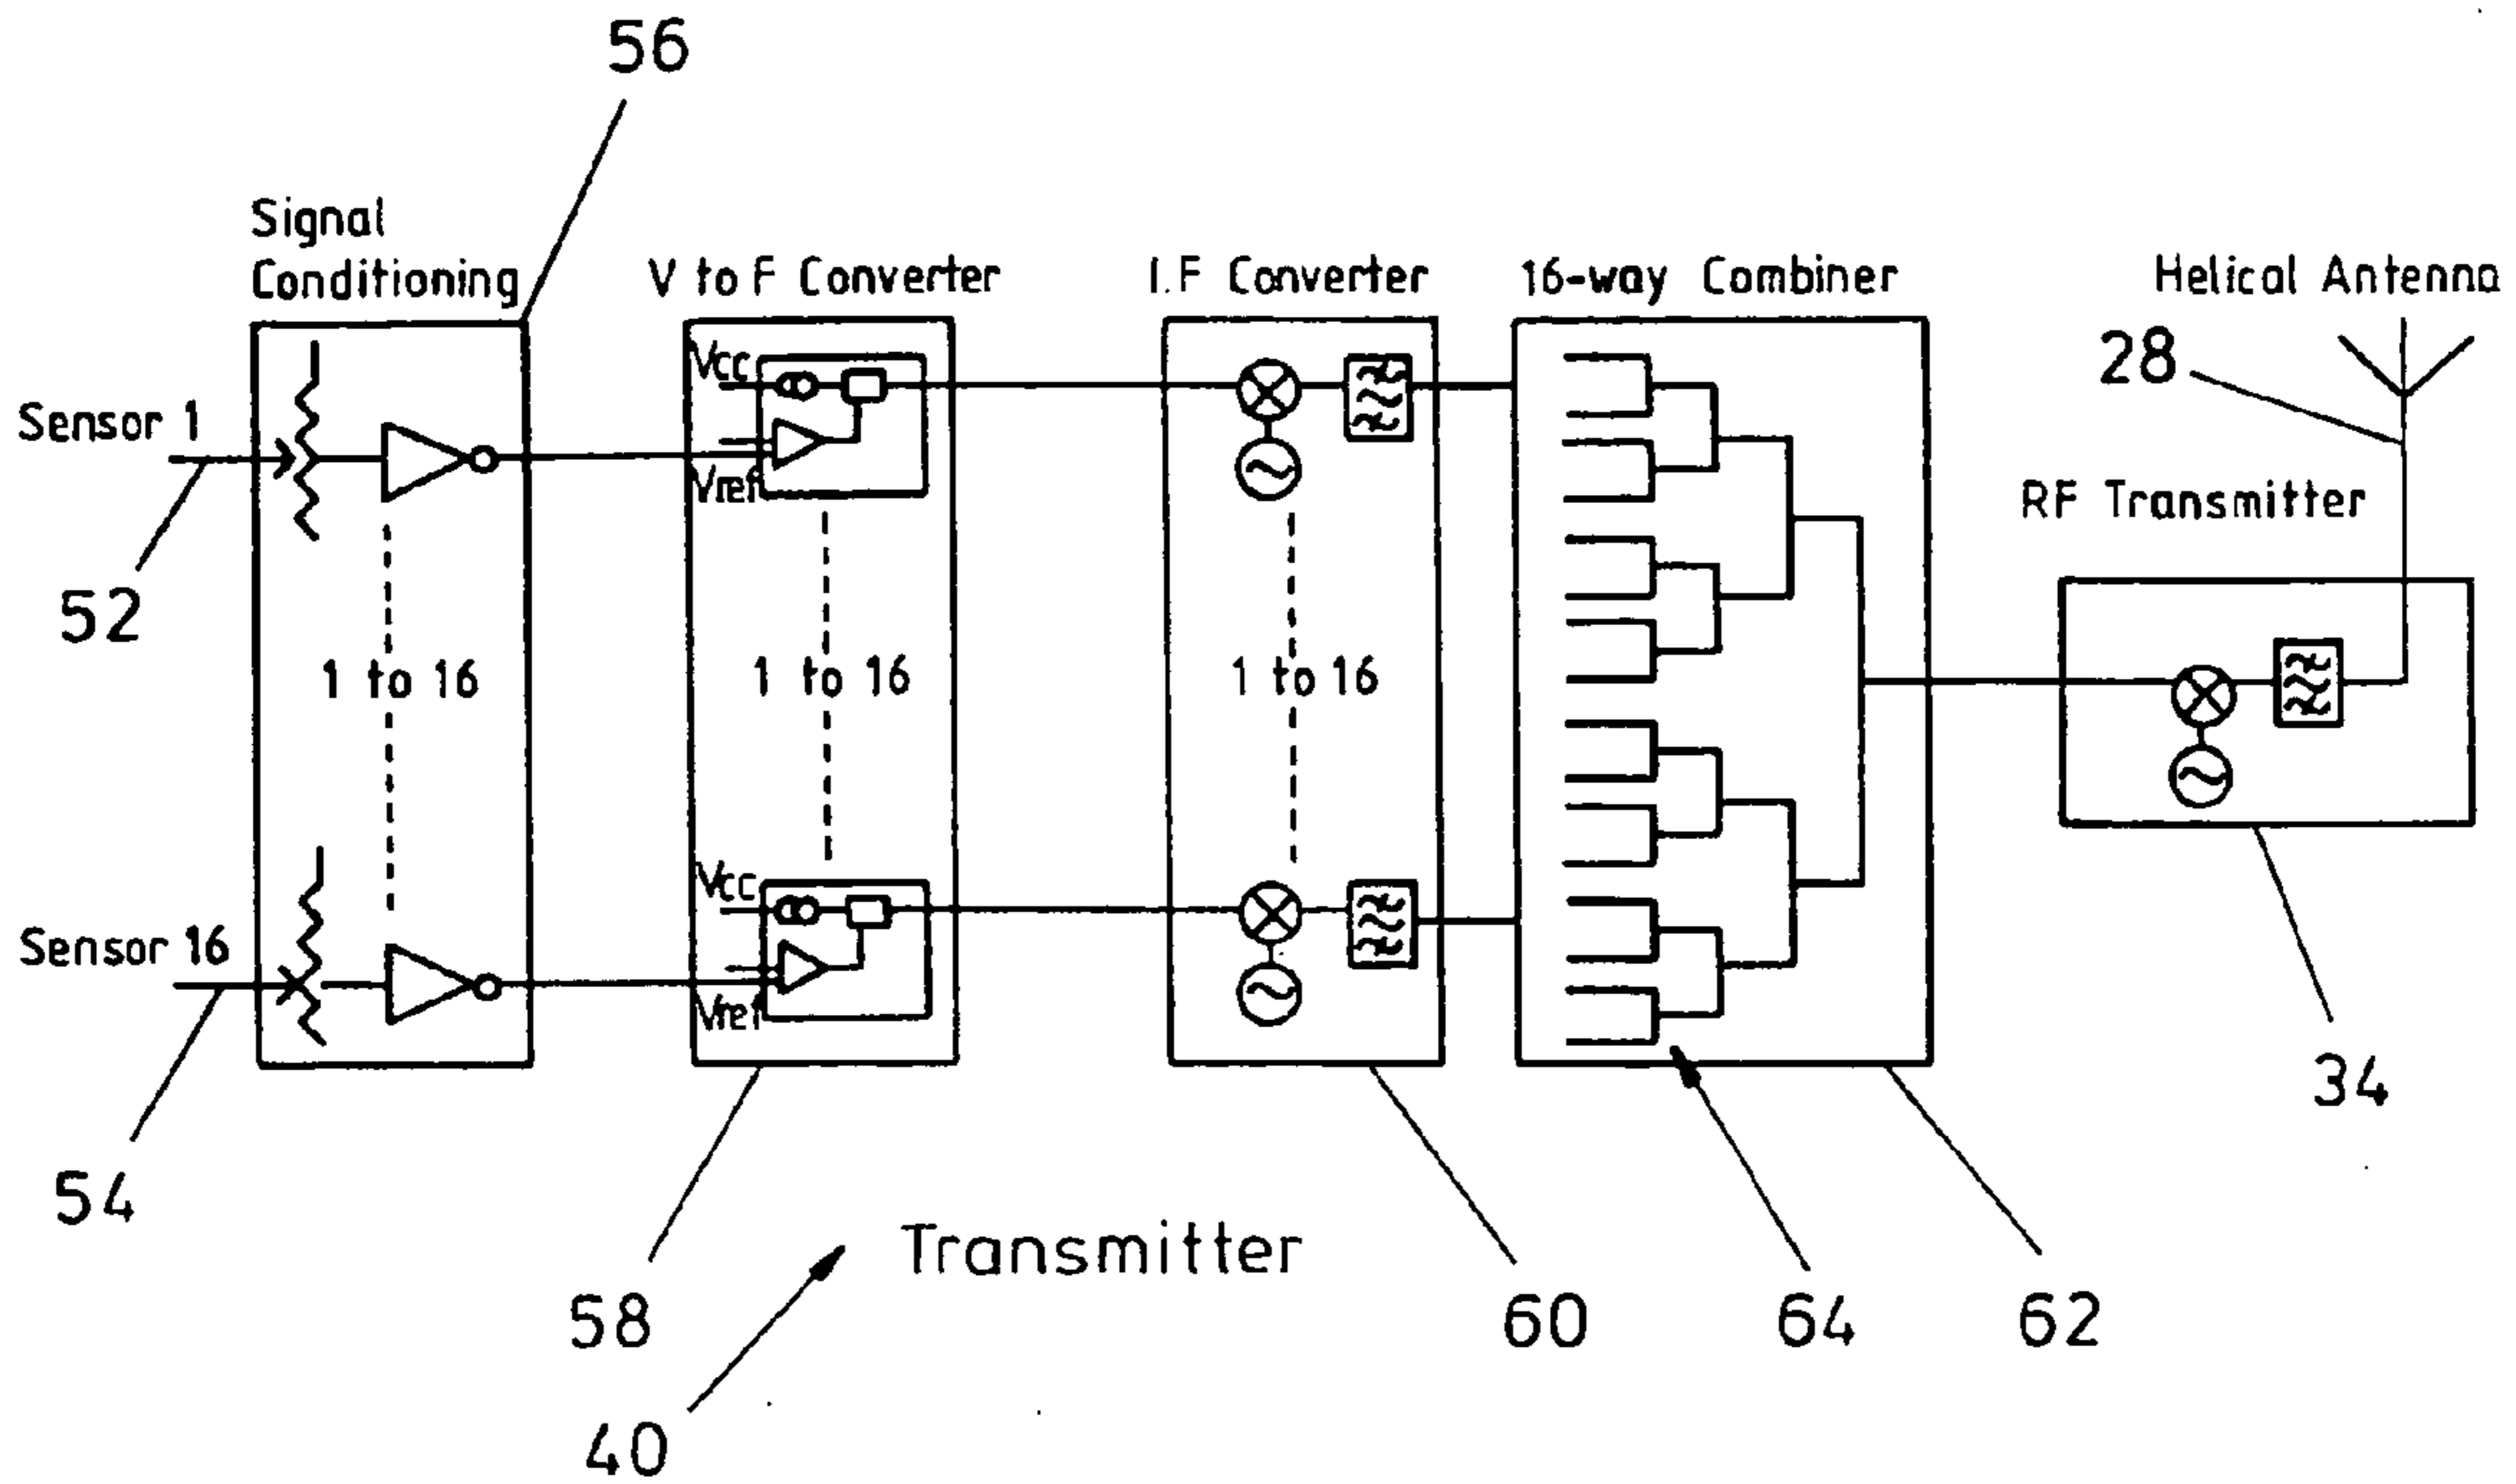 56
Signal
Conditioning
V to F Converter
I.F Converter
16-way Combiner
Helical Antenna
28
Sensor 1
Vcc
Vref
RF Transmitter
52
1 to 16
1 to 16
1 to 16
Sensor 16
Vcc
Vref
34
54
Transmitter
58
60
64
62
40